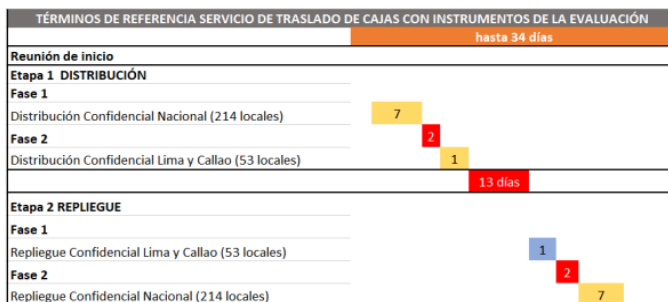 TÉRMINOS DE REFERENCIA SERVICIO DE TRASLADO DE CAJAS CON INSTRUMENTOS DE LA EVALUACIÓN
hasta 34 días
Reunión de inicio
Etapa 1 DISTRIBUCIÓN
Fase 1
Distribución Confidencial Nacional (214 locales) 7
Fase 2 2
Distribución Confidencial Lima y Callao (53 locales) 1
13 días
Etapa 2 REPLIEGUE
Fase 1
Repliegue Confidencial Lima y Callao (53 locales) 1
Fase 2 2
Repliegue Confidencial Nacional (214 locales) 7